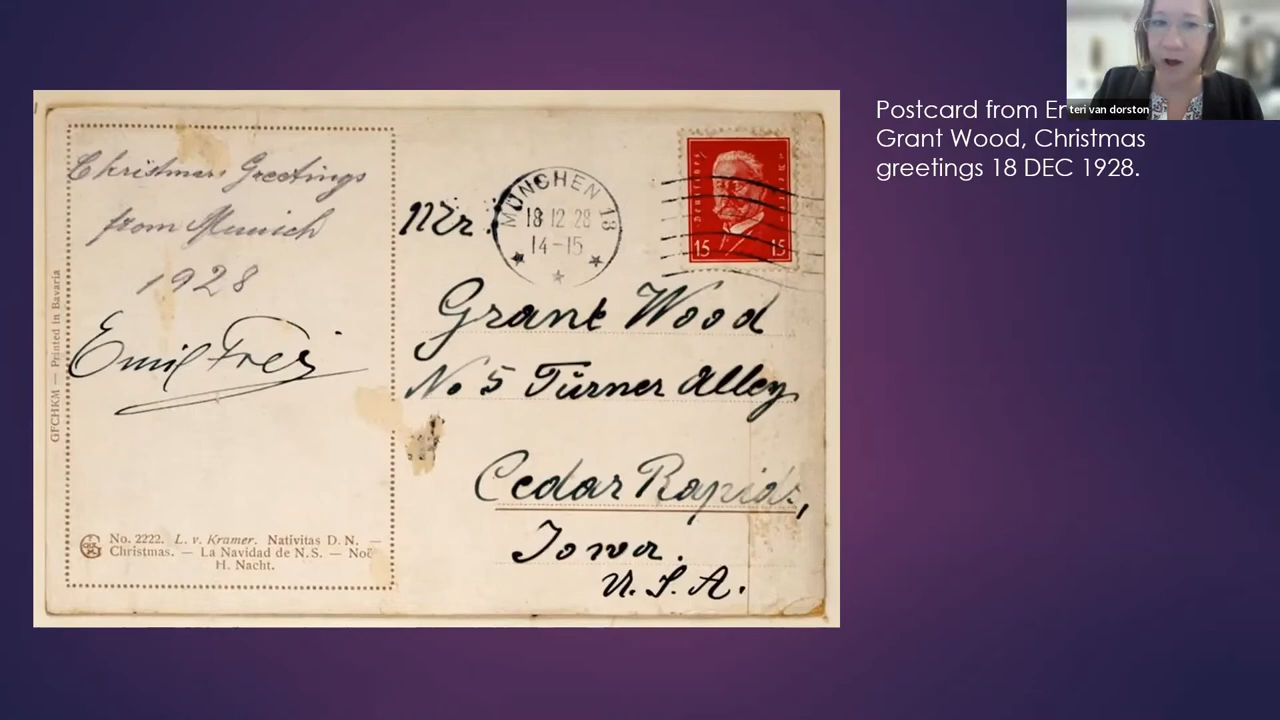 Christmas Greetings
from Munich
1928
Emil Frei
GFCHKM — Printed in Bavaria
No. 2222. L. v. Kramer. Nativitas D. N. —
Christmas. — La Navidad de N.S. — Noë
H. Nacht.
Mr.
MÜNCHEN 18
18 12 28
14-15
15 15
Grant Wood
No 5 Turner Alley
Cedar Rapids,
Iowa.
U.S.A.
Postcard from
Grant Wood, Christmas
greetings 18 DEC 1928.
teri van dorston